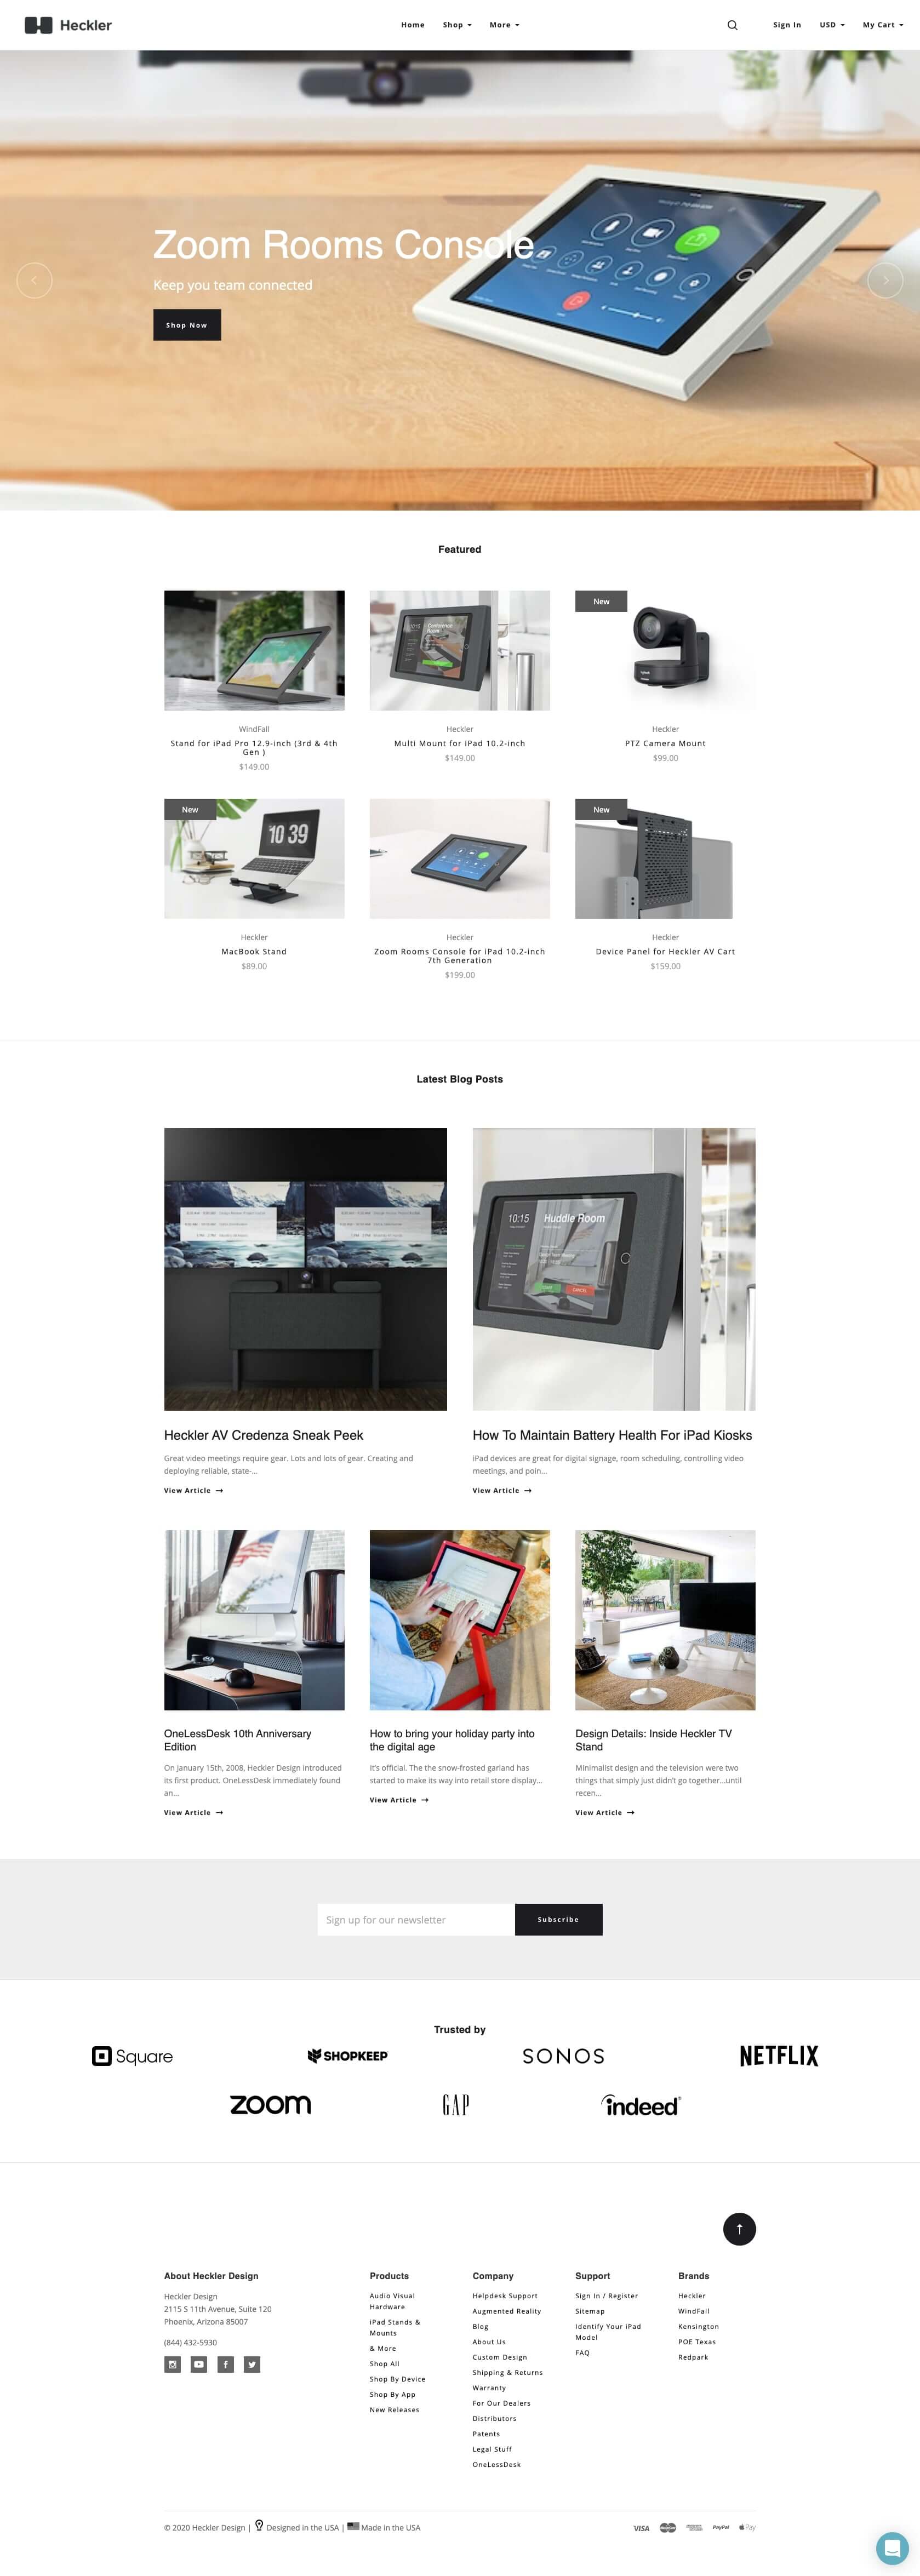 Heckler
Home Shop More
Sign In USD My Cart
Zoom Rooms Console
Keep you team connected
Shop Now
Featured
New
WindFall
Stand for iPad Pro 12.9-inch (3rd & 4th
Gen )
$149.00
Heckler
Multi Mount for iPad 10.2-inch
$149.00
Heckler
PTZ Camera Mount
$99.00
New
10 39
New
Heckler
MacBook Stand
$89.00
Heckler
Zoom Rooms Console for iPad 10.2-inch
7th Generation
$199.00
Heckler
Device Panel for Heckler AV Cart
$159.00
Latest Blog Posts
10:15 Huddle Room
Heckler AV Credenza Sneak Peek
Great video meetings require gear. Lots and lots of gear. Creating and
deploying reliable, state-...
View Article
How To Maintain Battery Health For iPad Kiosks
iPad devices are great for digital signage, room scheduling, controlling video
meetings, and poin...
View Article
OneLessDesk 10th Anniversary
Edition
On January 15th, 2008, Heckler Design introduced
its first product. OneLessDesk immediately found
an...
View Article
How to bring your holiday party into
the digital age
It's official. The the snow-frosted garland has
started to make its way into retail store display...
View Article
Design Details: Inside Heckler TV
Stand
Minimalist design and the television were two
things that simply just didn't go together...until
recen...
View Article
Sign up for our newsletter
Subscribe
Trusted by
Square
SHOPKEEP
SONOS
NETFLIX
zoom
GAP
indeed
About Heckler Design
Heckler Design
2115 S 11th Avenue, Suite 120
Phoenix, Arizona 85007
(844) 432-5930
Products
Audio Visual
Hardware
iPad Stands &
Mounts
& More
Shop All
Shop By Device
Shop By App
New Releases
Company
Helpdesk Support
Augmented Reality
Blog
About Us
Custom Design
Shipping & Returns
Warranty
For Our Dealers
Distributors
Patents
Legal Stuff
OneLessDesk
Support
Sign In / Register
Sitemap
Identify Your iPad
Model
FAQ
Brands
Heckler
WindFall
Kensington
POE Texas
Redpark
© 2020 Heckler Design | Designed in the USA | Made in the USA
VISA PayPal Pay